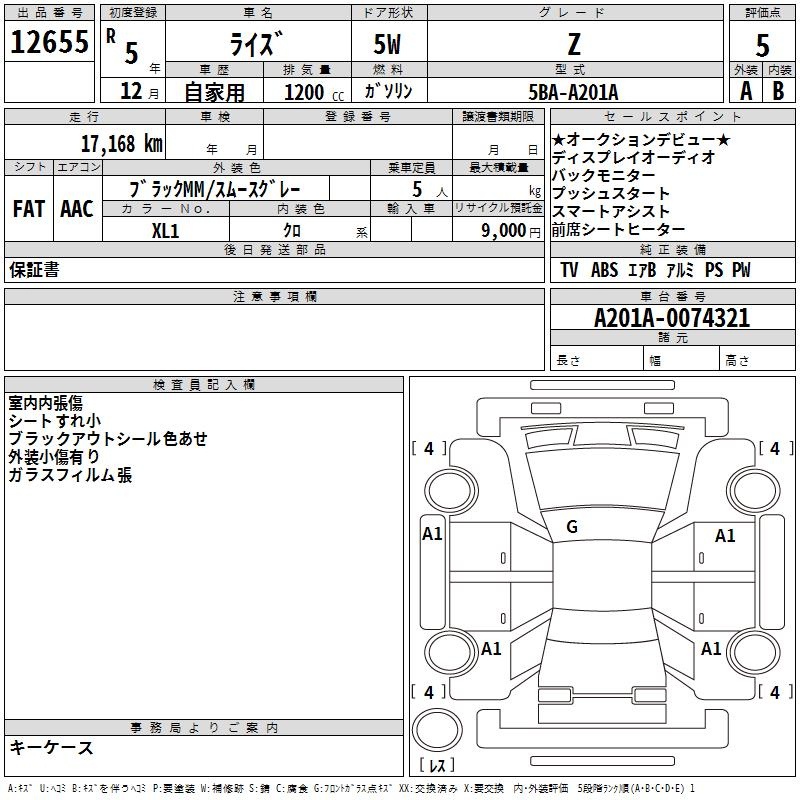 出品番号
12655
初度登録
R 5 年
12 月
車名
ライズ
ドア形状
5W
グレード
Z
評価点
5
車歴
自家用
排気量
1200 CC
燃料
ガソリン
型式
5BA-A201A
外装 内装
A B
走行
17,168 km
車検
年 月
登録番号
譲渡書類期限
月 日
シフト エアコン
FAT AAC
外装色
ブラックMM/スムースグレー
乗車定員
5 人
最大積載量
kg
カラーNo.
XL1
内装色
クロ 系
輸入車
リサイクル預託金
9,000 円
後日発送部品
保証書
セールスポイント
★オークションデビュー★
ディスプレイオーディオ
バックモニター
プッシュスタート
スマートアシスト
前席シートヒーター
純正装備
TV ABS エアB アルミ PS PW
注意事項欄
車台番号
A201A-0074321
諸元
長さ 幅 高さ
検査員記入欄
室内内張傷
シートすれ小
ブラックアウトシール色あせ
外装小傷有り
ガラスフィルム張
事務局よりご案内
キーケース
[ 4 ] [ 4 ]
G
A1 A1
A1 A1
[ 4 ] [ 4 ]
[ レス ]
A:キズ U:ヘコミ B:キズを伴うヘコミ P:要塗装 W:補修跡 S:錆 C:腐食 G:フロントガラス点キズ XX:交換済み X:要交換 内・外装評価 5段階ランク順(A・B・C・D・E) 1